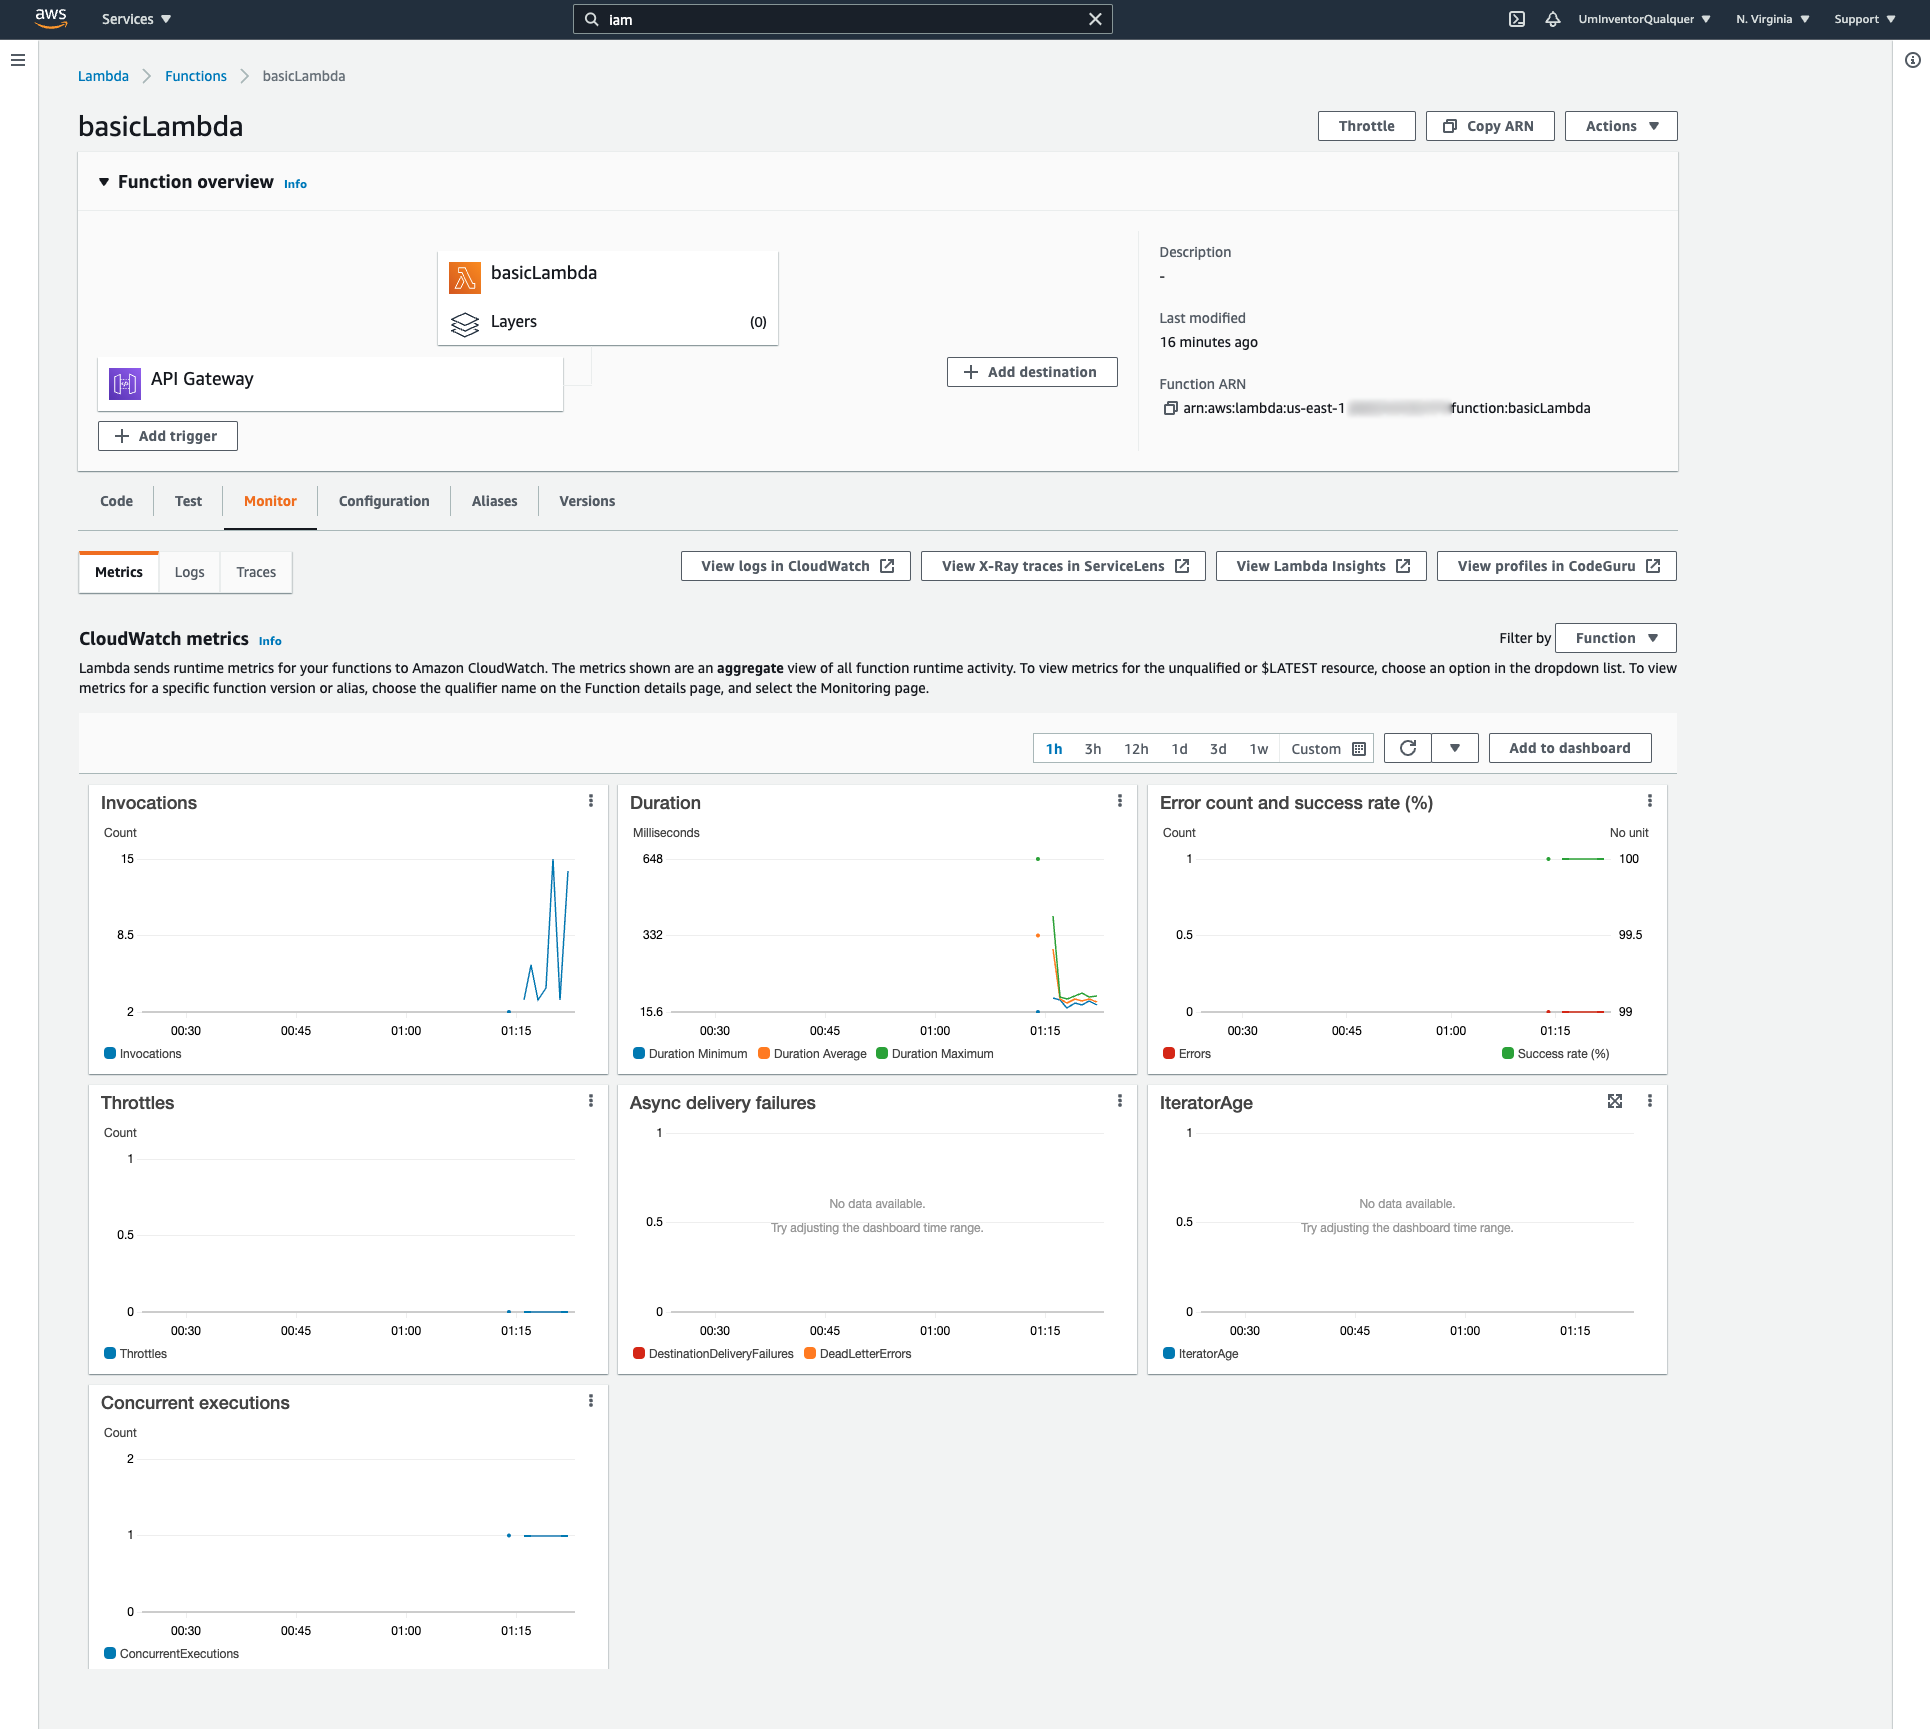 aws Services iam UmInventorQualquer N. Virginia Support
Lambda Functions basicLambda
basicLambda
Throttle Copy ARN Actions
Function overview Info
basicLambda
Layers (0)
API Gateway
Add trigger
Add destination
Description
-
Last modified
16 minutes ago
Function ARN
arn:aws:lambda:us-east-1 function:basicLambda
Code Test Monitor Configuration Aliases Versions
Metrics Logs Traces
View logs in CloudWatch View X-Ray traces in ServiceLens View Lambda Insights View profiles in CodeGuru
CloudWatch metrics Info
Filter by Function
Lambda sends runtime metrics for your functions to Amazon CloudWatch. The metrics shown are an aggregate view of all function runtime activity. To view metrics for the unqualified or $LATEST resource, choose an option in the dropdown list. To view
metrics for a specific function version or alias, choose the qualifier name on the Function details page, and select the Monitoring page.
1h 3h 12h 1d 3d 1w Custom Add to dashboard
Invocations
Count
15
8.5
2
00:30 00:45 01:00 01:15
Invocations
Duration
Milliseconds
648
332
15.6
00:30 00:45 01:00 01:15
Duration Minimum Duration Average Duration Maximum
Error count and success rate (%)
Count No unit
1 100
0.5 99.5
0 99
00:30 00:45 01:00 01:15
Errors Success rate (%)
Throttles
Count
1
0.5
0
00:30 00:45 01:00 01:15
Throttles
Async delivery failures
1
No data available.
0.5
Try adjusting the dashboard time range.
0
00:30 00:45 01:00 01:15
DestinationDeliveryFailures DeadLetterErrors
IteratorAge
1
No data available.
0.5
Try adjusting the dashboard time range.
0
00:30 00:45 01:00 01:15
IteratorAge
Concurrent executions
Count
2
1
0
00:30 00:45 01:00 01:15
ConcurrentExecutions